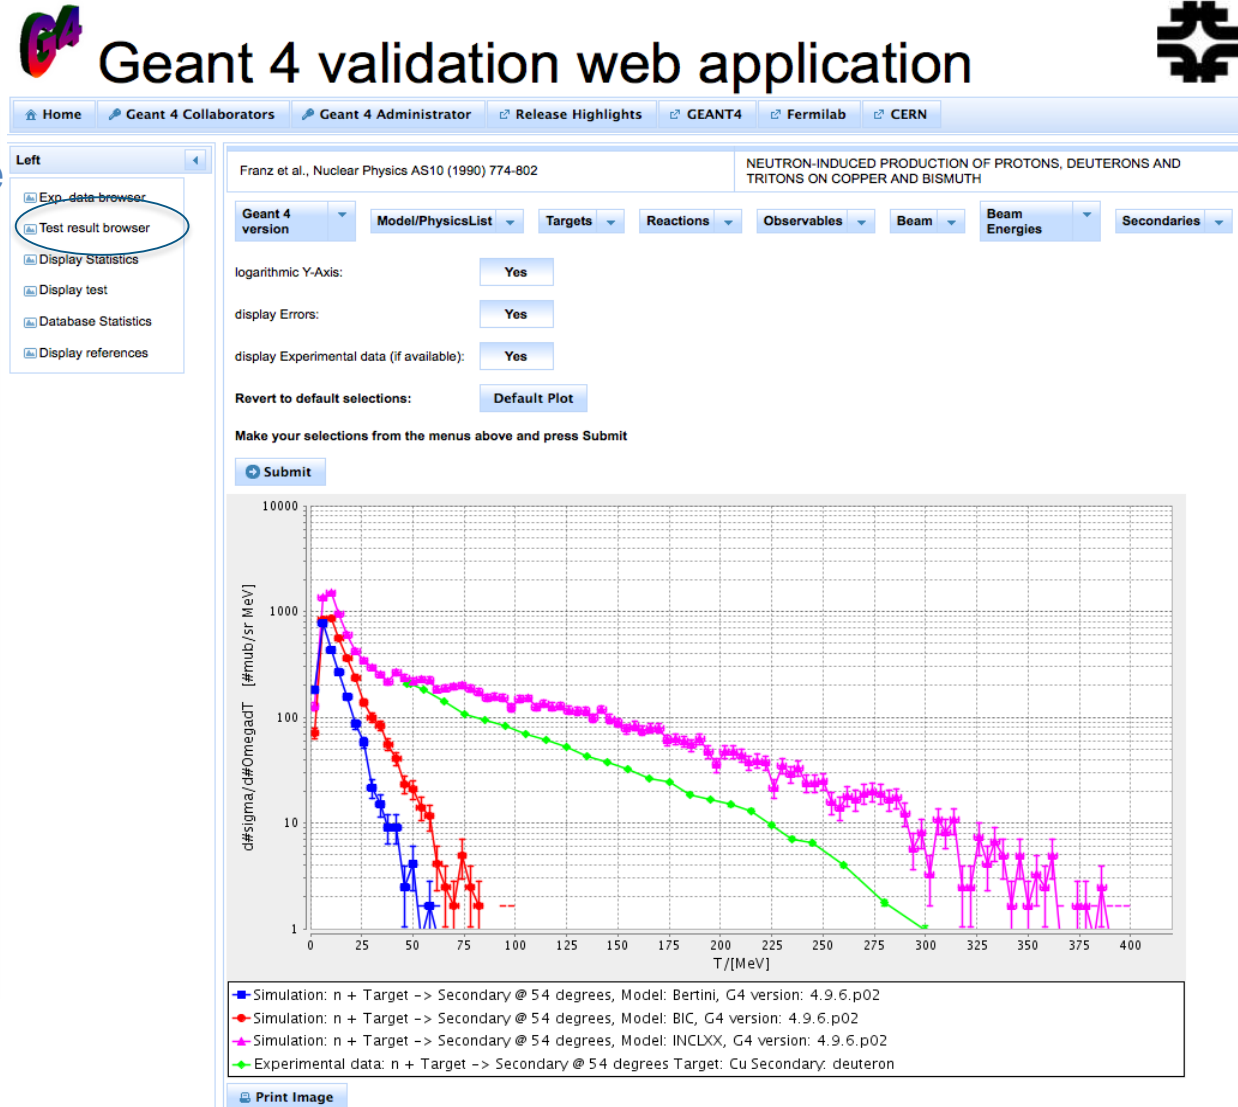 G4
Geant 4 validation web application
Home
Geant 4 Collaborators
Geant 4 Administrator
Release Highlights
GEANT4
Fermilab
CERN
Left
Exp. data browser
Test result browser
Display Statistics
Display test
Database Statistics
Display references
Franz et al., Nuclear Physics AS10 (1990) 774-802
NEUTRON-INDUCED PRODUCTION OF PROTONS, DEUTERONS AND
TRITONS ON COPPER AND BISMUTH
Geant 4
version
Model/PhysicsList
Targets
Reactions
Observables
Beam
Beam
Energies
Secondaries
logarithmic Y-Axis:
Yes
display Errors:
Yes
display Experimental data (if available):
Yes
Revert to default selections:
Default Plot
Make your selections from the menus above and press Submit
Submit
d#sigma/d#OmegadT [#mub/sr MeV]
10000
1000
100
10
1
0 25 50 75 100 125 150 175 200 225 250 275 300 325 350 375 400
T/[MeV]
Simulation: n + Target -> Secondary @ 54 degrees, Model: Bertini, G4 version: 4.9.6.p02
Simulation: n + Target -> Secondary @ 54 degrees, Model: BIC, G4 version: 4.9.6.p02
Simulation: n + Target -> Secondary @ 54 degrees, Model: INCLXX, G4 version: 4.9.6.p02
Experimental data: n + Target -> Secondary @ 54 degrees Target: Cu Secondary: deuteron
Print Image